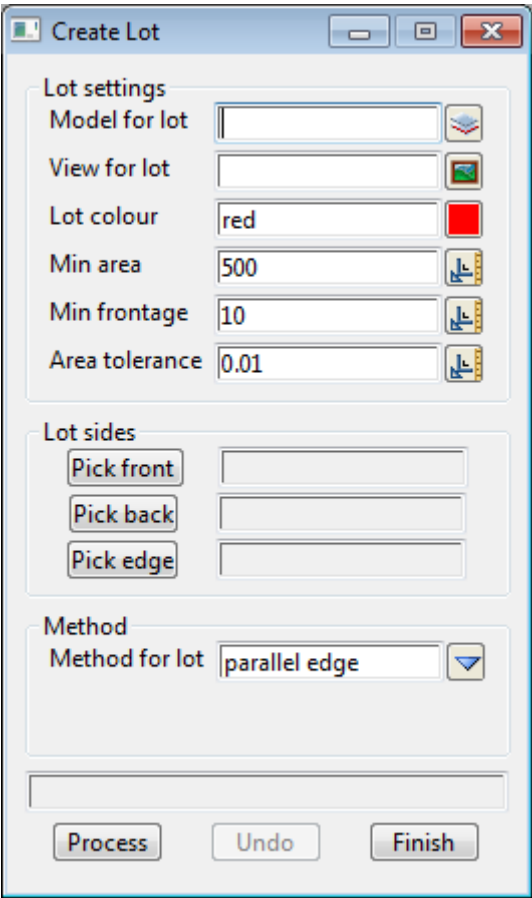 Create Lot
Lot settings
Model for lot
View for lot
Lot colour red
Min area 500
Min frontage 10
Area tolerance 0.01
Lot sides
Pick front
Pick back
Pick edge
Method
Method for lot parallel edge
Process Undo Finish